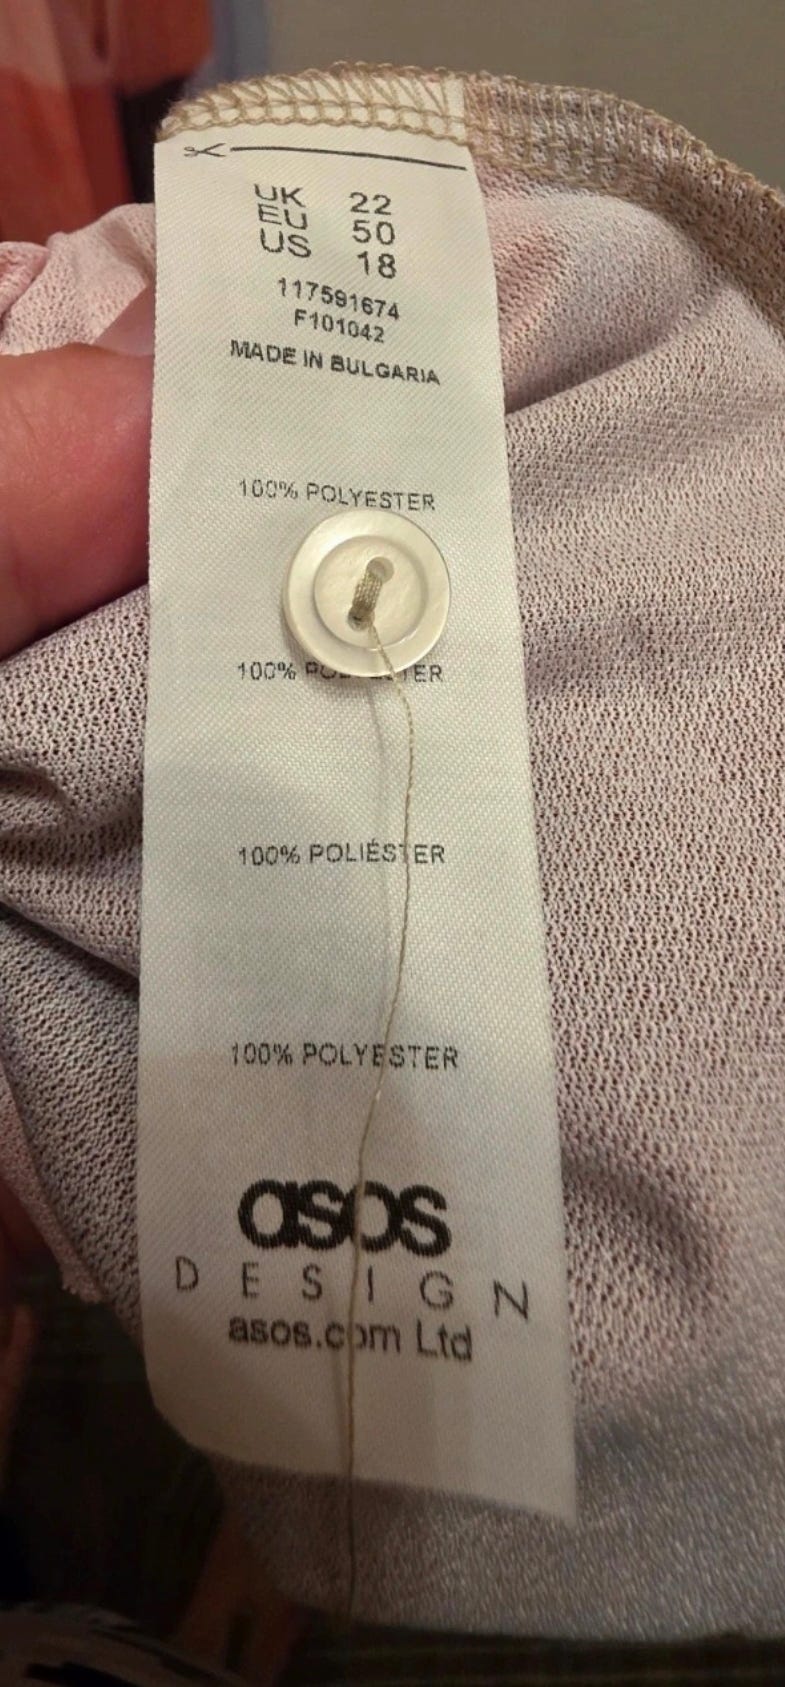 UK 22
EU 50
US 18
117591674
F101042
MADE IN BULGARIA
100% POLYESTER
100%
100% POLIÉSTER
100% POLYESTER
asos
DESIGN
asos.com Ltd